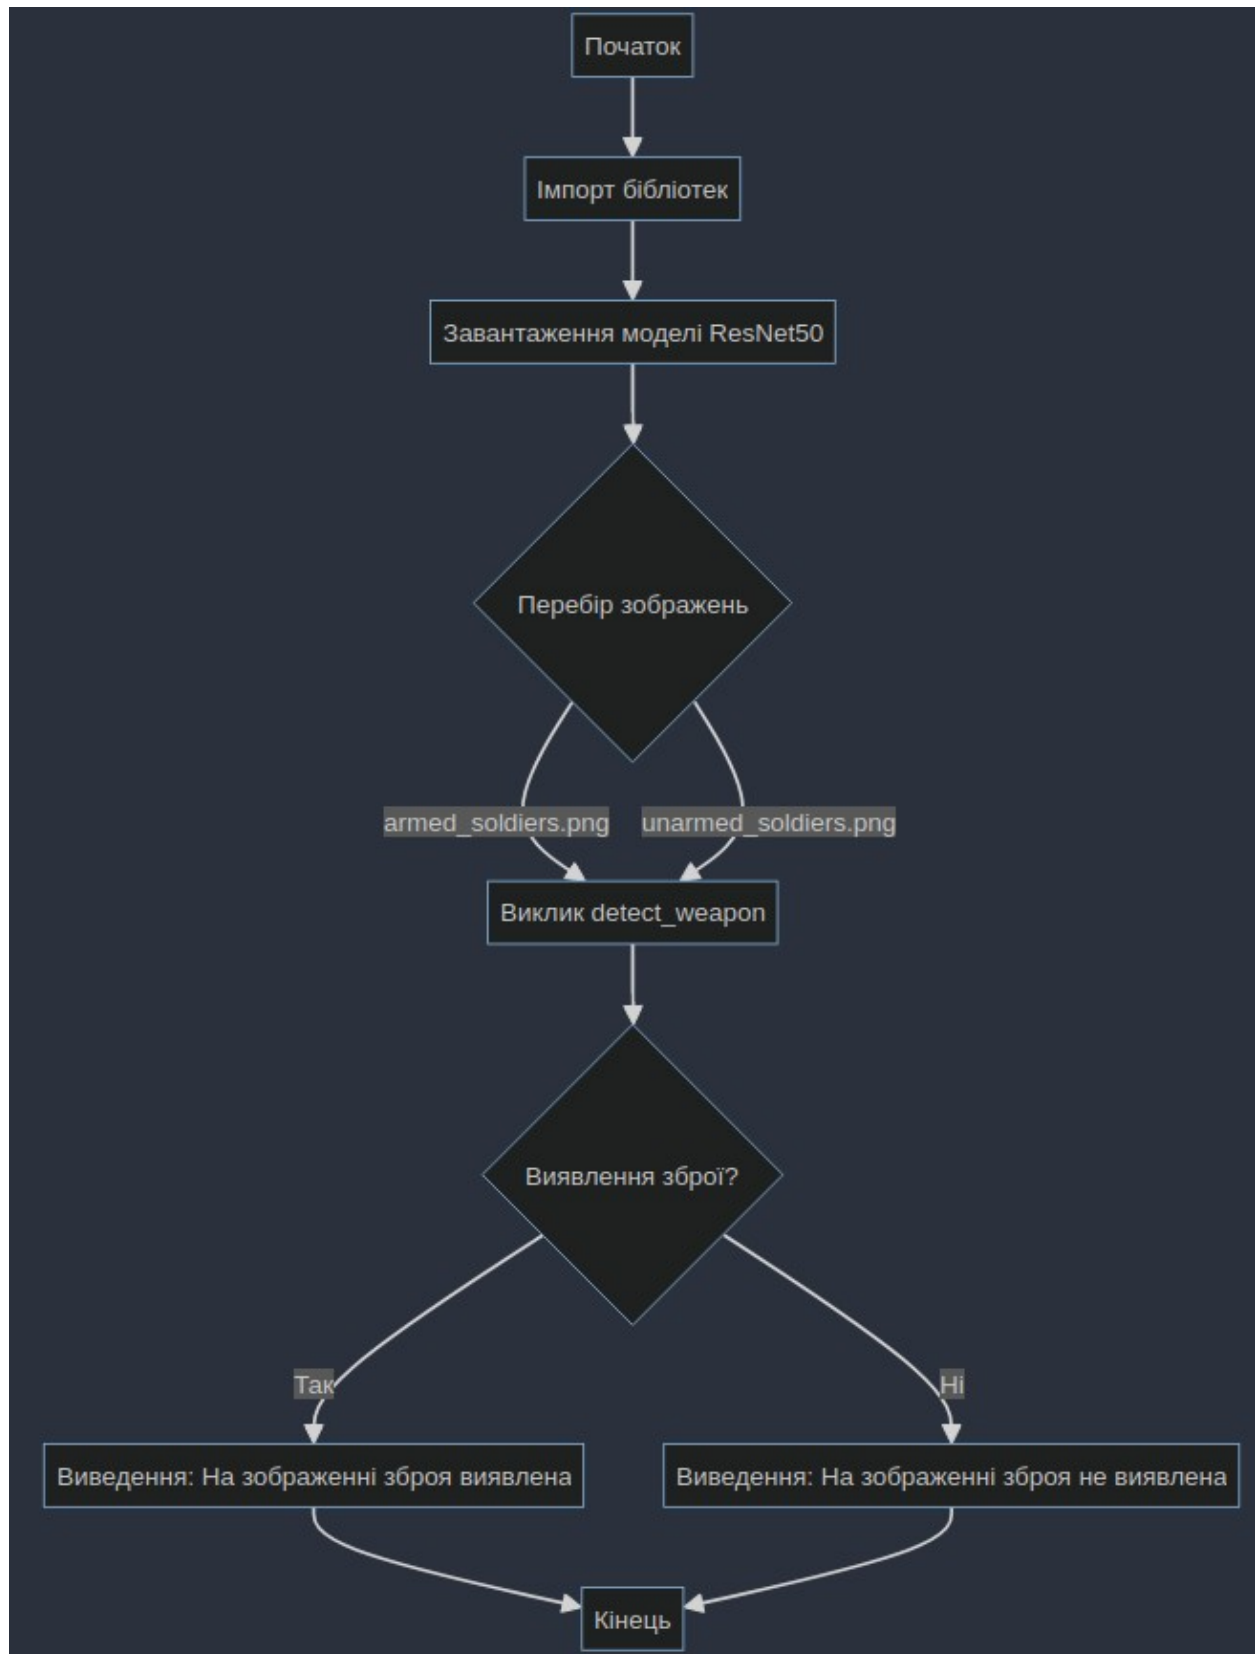 Початок
Імпорт бібліотек
Завантаження моделі ResNet50
Перебір зображень
armed_soldiers.png
unarmed_soldiers.png
Виклик detect_weapon
Виявлення зброї?
Так
Ні
Виведення: На зображенні зброя виявлена
Виведення: На зображенні зброя не виявлена
Кінець